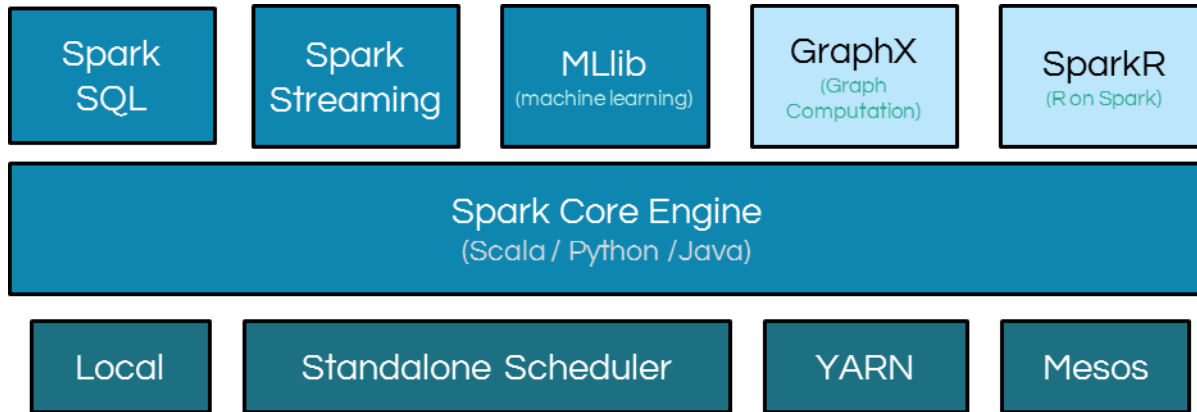 Spark
SQL
Spark
Streaming
MLlib
(machine learning)
GraphX
(Graph
Computation)
SparkR
(R on Spark)
Spark Core Engine
(Scala / Python /Java)
Local
Standalone Scheduler
YARN
Mesos